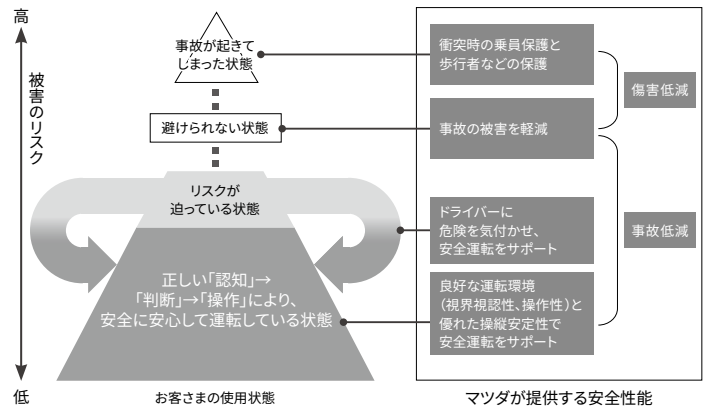 高
被害のリスク
低
事故が起きて
しまった状態
避けられない状態
リスクが
迫っている状態
正しい「認知」→
「判断」→「操作」により、
安全に安心して運転している状態
お客さまの使用状態
衝突時の乗員保護と
歩行者などの保護
事故の被害を軽減
ドライバーに
危険を気付かせ、
安全運転をサポート
良好な運転環境
（視界視認性、操作性）と
優れた操縦安定性で
安全運転をサポート
傷害低減
事故低減
マツダが提供する安全性能